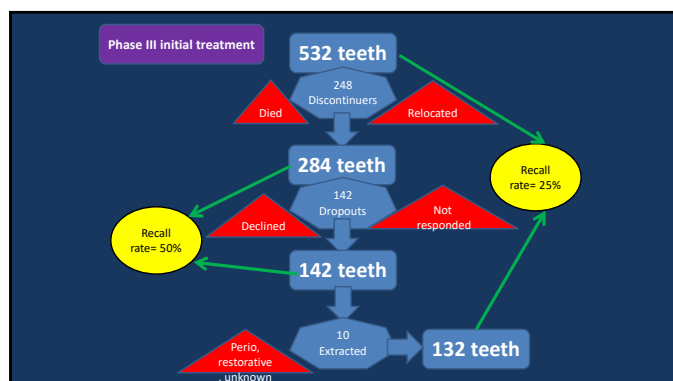 Phase III initial treatment
532 teeth
248
Discontinuers
Died
Relocated
284 teeth
Recall
rate= 25%
142
Dropouts
Declined
Not
responded
Recall
rate= 50%
142 teeth
10
Extracted
132 teeth
Perio,
restorative
, unknown